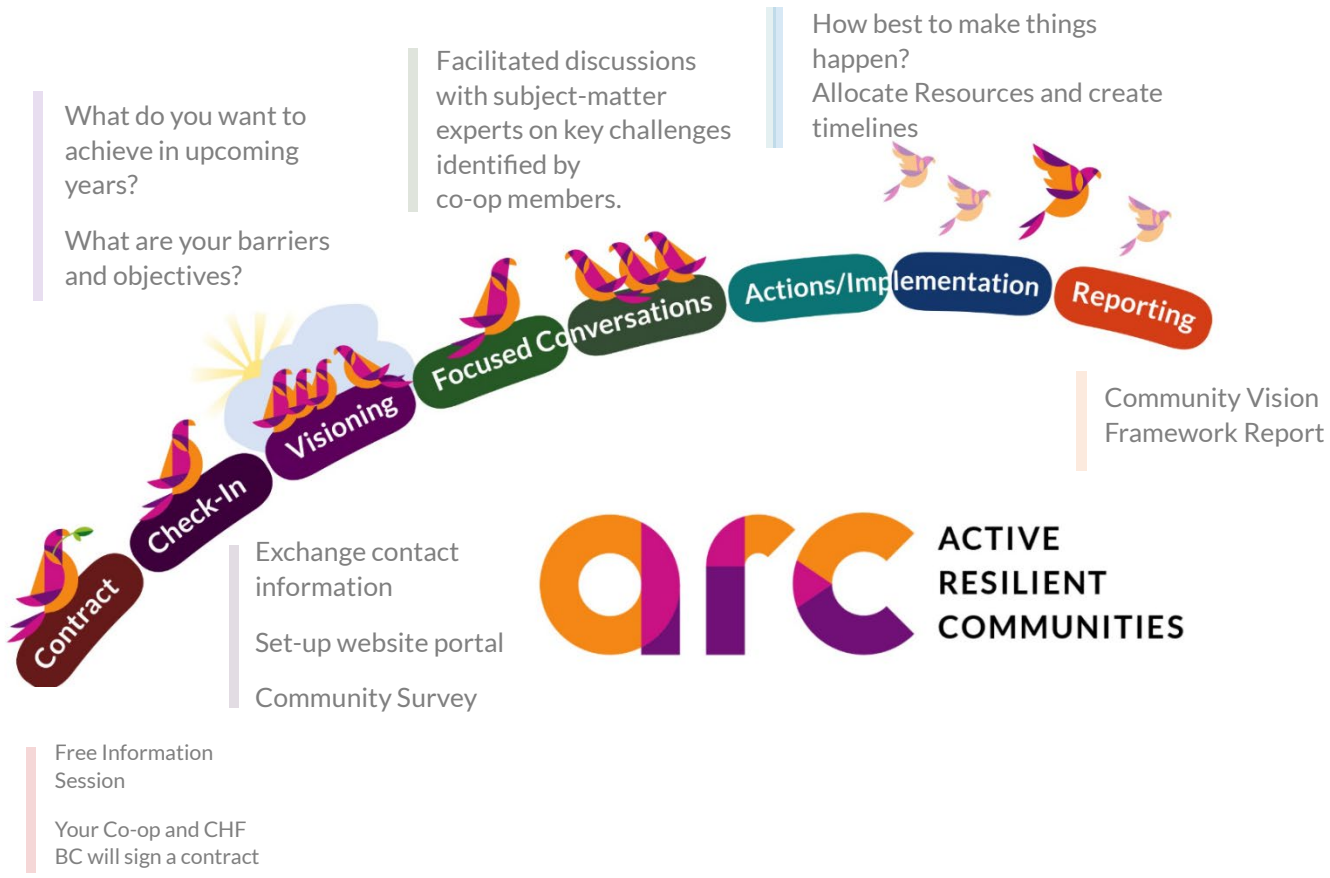 What do you want to
achieve in upcoming
years?
What are your barriers
and objectives?
Facilitated discussions
with subject-matter
experts on key challenges
identified by
co-op members.
How best to make things
happen?
Allocate Resources and create
timelines
Contract
Check-In
Visioning
Focused Conversations
Actions/Implementation
Reporting
Free Information
Session
Your Co-op and CHF
BC will sign a contract
Exchange contact
information
Set-up website portal
Community Survey
Community Vision
Framework Report
arc
ACTIVE
RESILIENT
COMMUNITIES